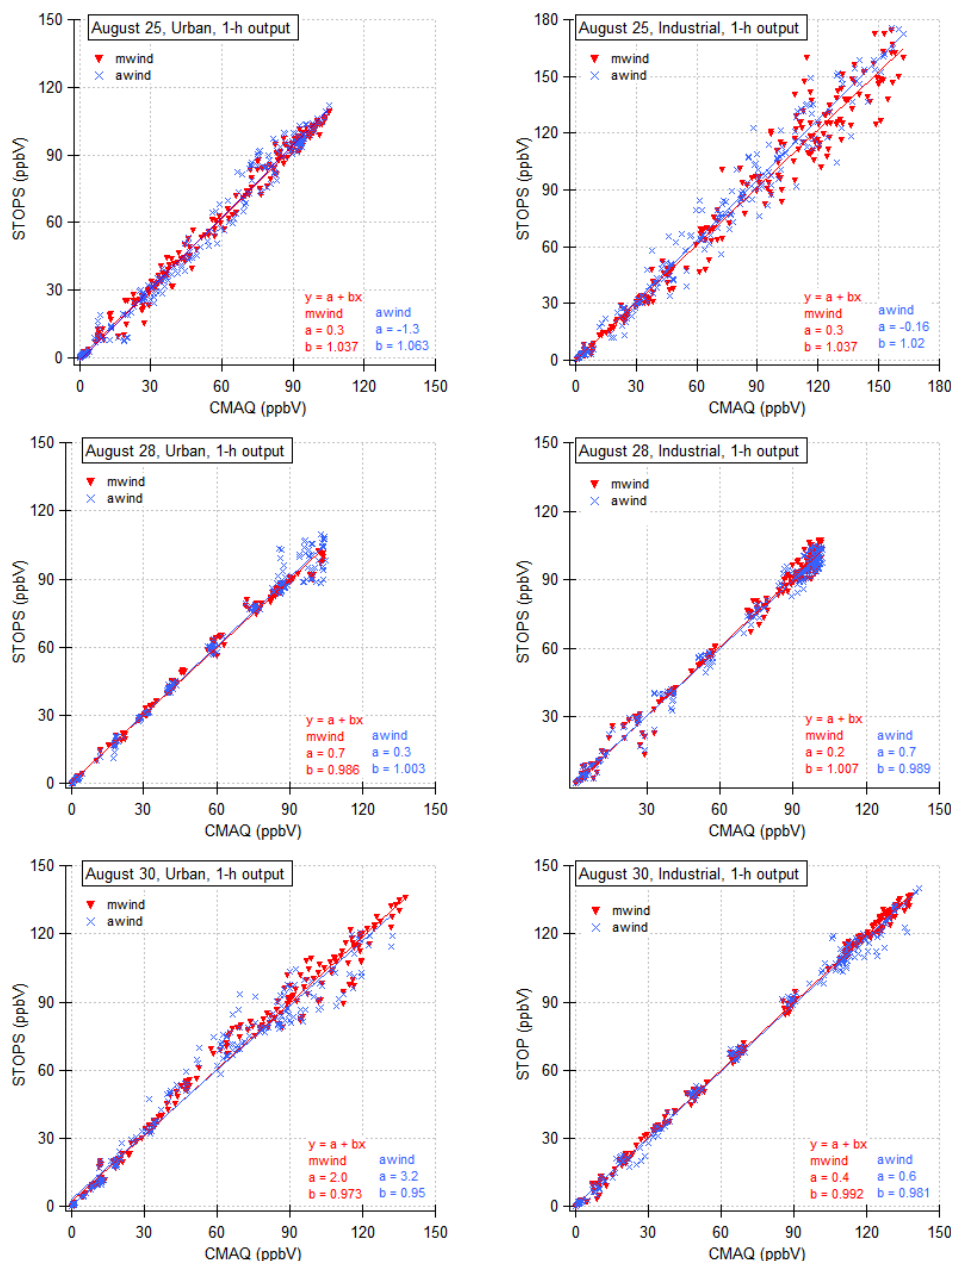 August 25, Urban, 1-h output
mwind
awind
STOPS (ppbV)
150
120
90
60
30
0
y = a + bx
mwind
a = 0.3
b = 1.037
awind
a = -1.3
b = 1.063
0 30 60 90 120 150
CMAQ (ppbV)
August 25, Industrial, 1-h output
mwind
awind
STOPS (ppbV)
180
150
120
90
60
30
0
y = a + bx
mwind
a = 0.3
b = 1.037
awind
a = -0.16
b = 1.02
0 30 60 90 120 150 180
CMAQ (ppbV)
August 28, Urban, 1-h output
mwind
awind
STOPS (ppbV)
150
120
90
60
30
0
y = a + bx
mwind
a = 0.7
b = 0.986
awind
a = 0.3
b = 1.003
0 30 60 90 120 150
CMAQ (ppbV)
August 28, Industrial, 1-h output
mwind
awind
STOPS (ppbV)
150
120
90
60
30
y = a + bx
mwind
a = 0.2
b = 1.007
awind
a = 0.7
b = 0.989
30 60 90 120 150
CMAQ (ppbV)
August 30, Urban, 1-h output
mwind
awind
STOPS (ppbV)
150
120
90
60
30
0
y = a + bx
mwind
a = 2.0
b = 0.973
awind
a = 3.2
b = 0.95
0 30 60 90 120 150
CMAQ (ppbV)
August 30, Industrial, 1-h output
mwind
awind
STOP (ppbV)
150
120
90
60
30
0
y = a + bx
mwind
a = 0.4
b = 0.992
awind
a = 0.6
b = 0.981
0 30 60 90 120 150
CMAQ (ppbV)